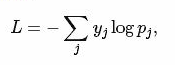 L = − ∑_j y_j log p_j,